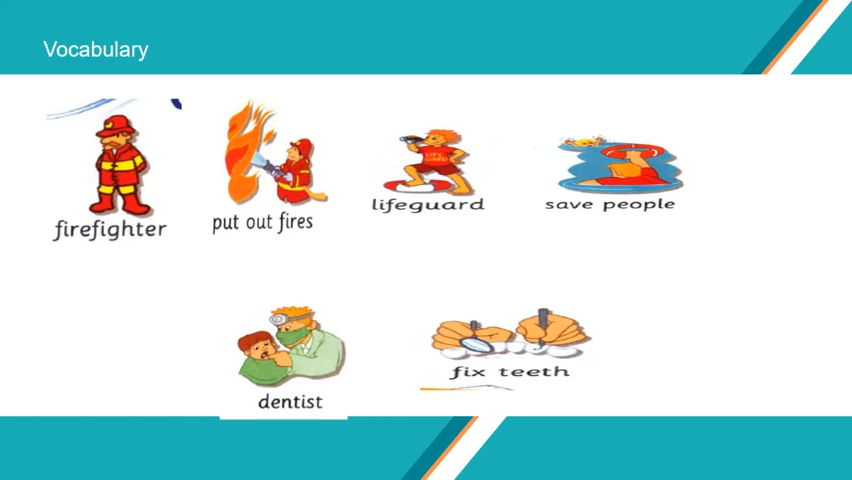 Vocabulary
firefighter
put out fires
lifeguard
save people
dentist
fix teeth